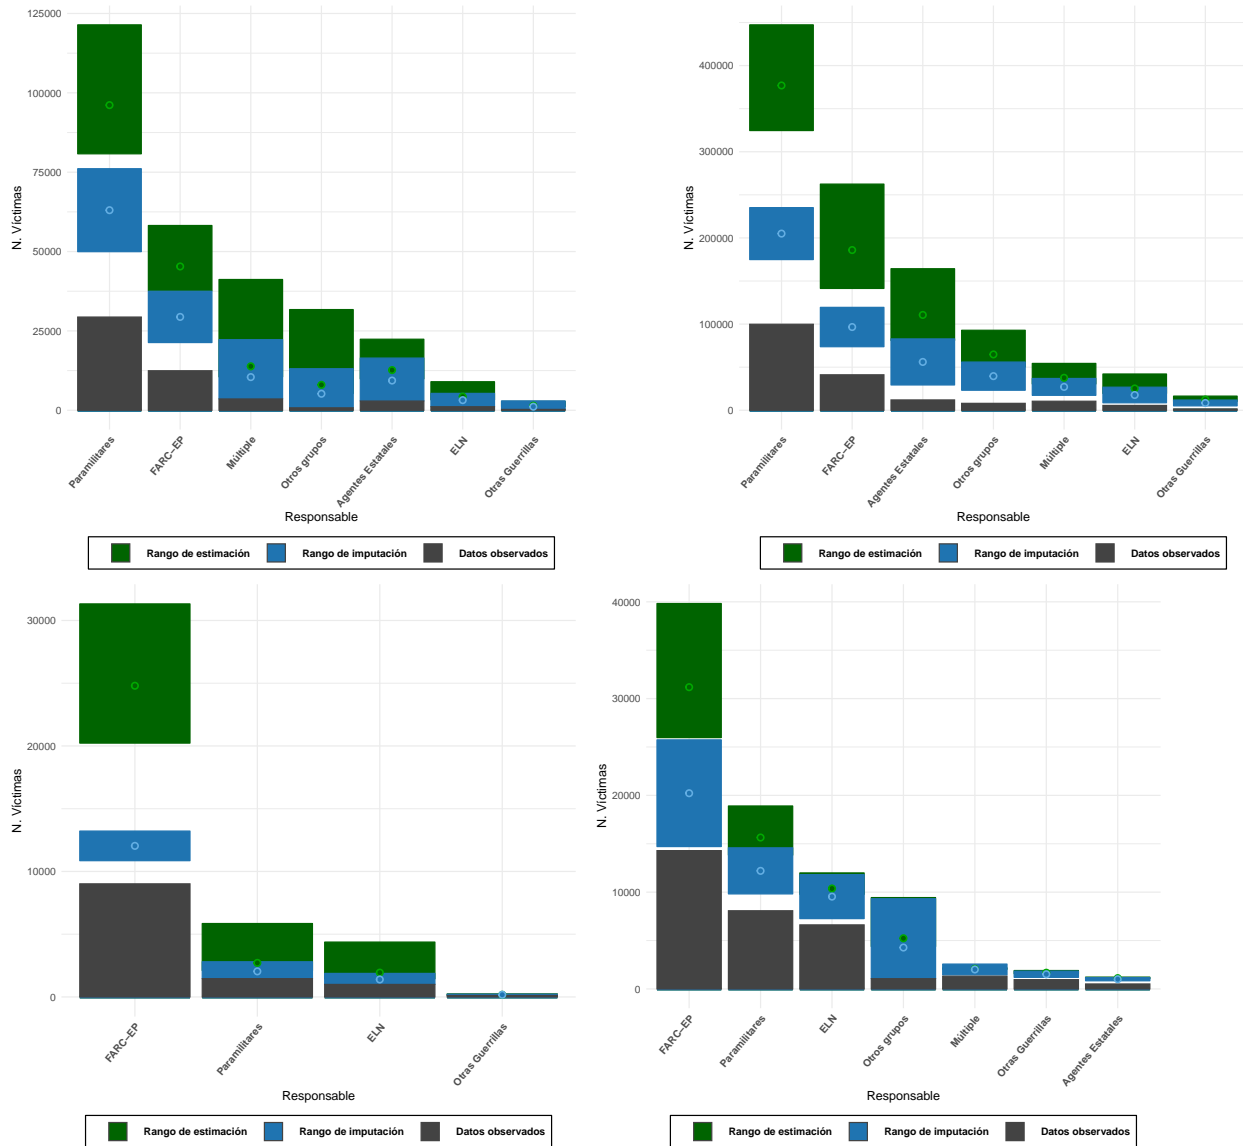 125000
100000
75000
50000
25000
0
N. Víctimas
Paramilitares
FARC−EP
Múltiple
Otros grupos
Agentes Estatales
ELN
Otras Guerrillas
Responsable
Rango de estimación Rango de imputación Datos observados
400000
300000
200000
100000
0
N. Víctimas
Paramilitares
FARC−EP
Agentes Estatales
Otros grupos
Múltiple
ELN
Otras Guerrillas
Responsable
Rango de estimación Rango de imputación Datos observados
30000
20000
10000
0
N. Víctimas
FARC−EP
Paramilitares
ELN
Otras Guerrillas
Responsable
Rango de estimación Rango de imputación Datos observados
40000
30000
20000
10000
0
N. Víctimas
FARC−EP
Paramilitares
ELN
Otros grupos
Múltiple
Otras Guerrillas
Agentes Estatales
Responsable
Rango de estimación Rango de imputación Datos observados